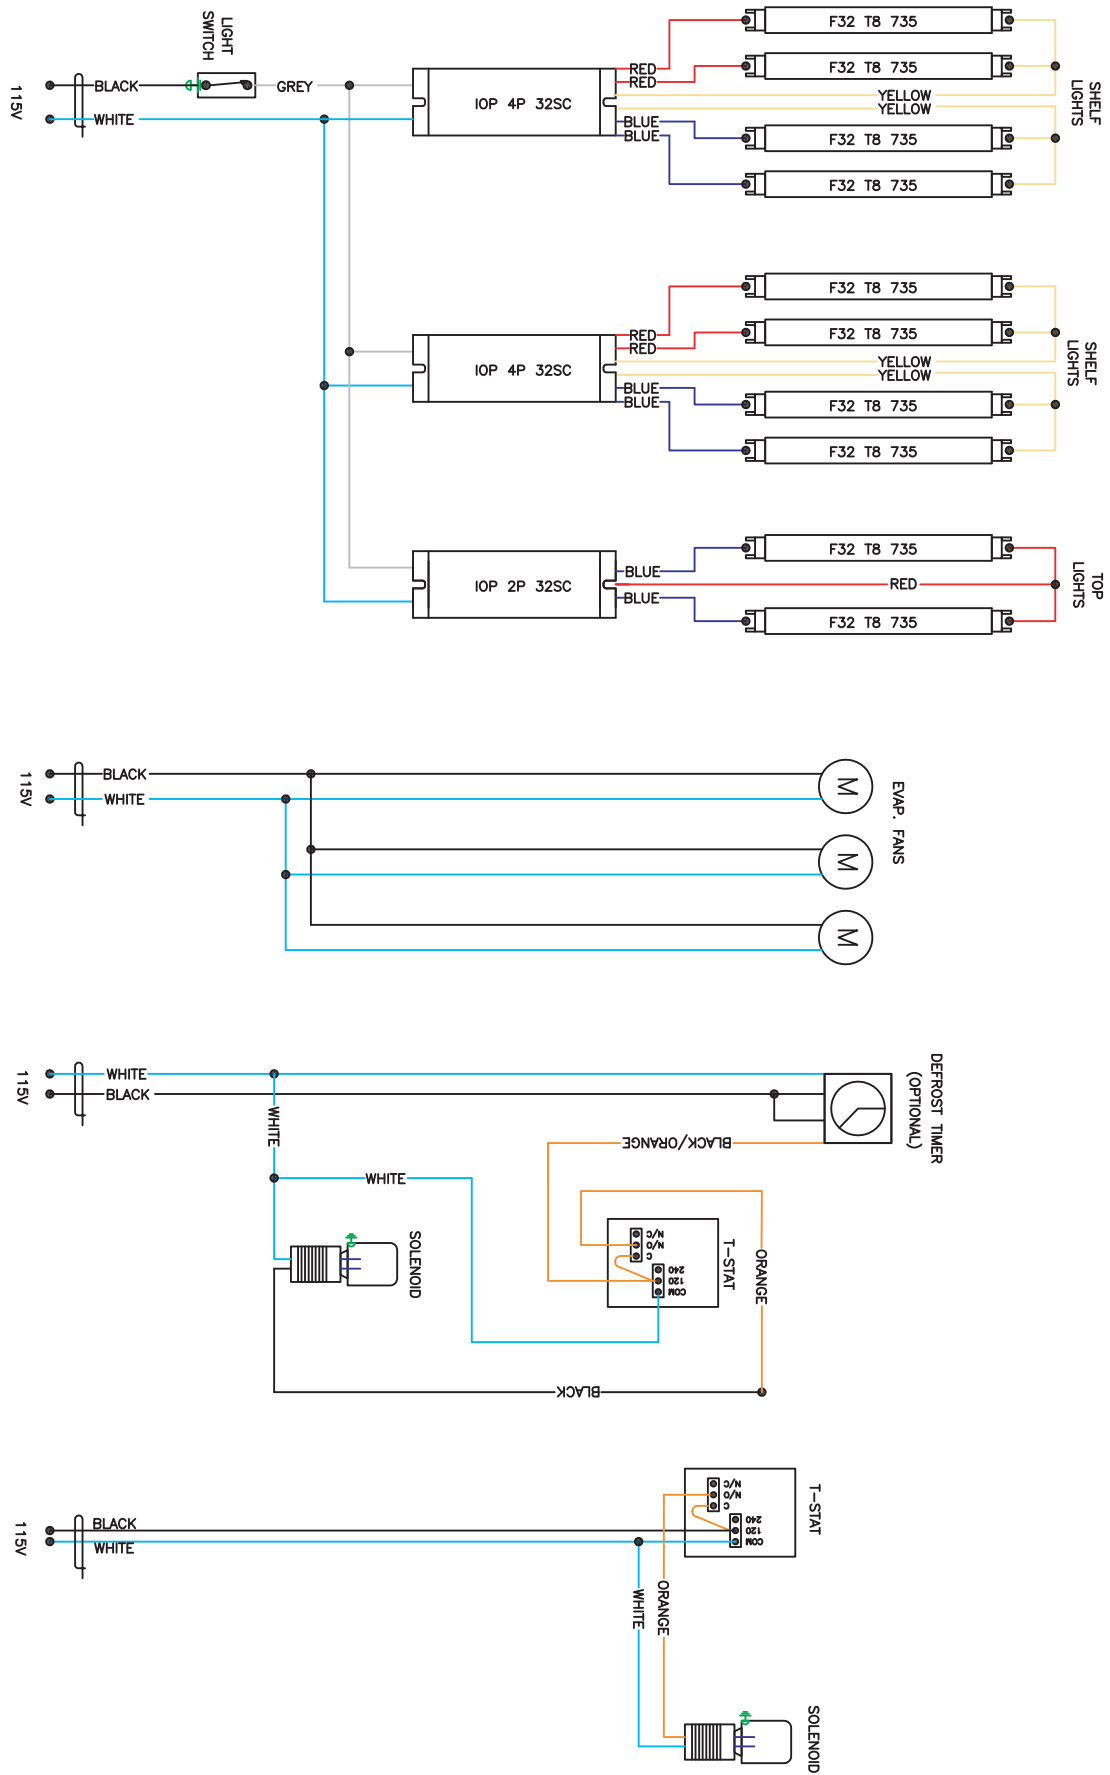 LIGHT
SWITCH
115V
BLACK
GREY
WHITE
IOP 4P 32SC
RED
RED
YELLOW
YELLOW
BLUE
BLUE
F32 T8 735
F32 T8 735
F32 T8 735
F32 T8 735
SHELF
LIGHTS
IOP 4P 32SC
RED
RED
YELLOW
YELLOW
BLUE
BLUE
F32 T8 735
F32 T8 735
F32 T8 735
F32 T8 735
SHELF
LIGHTS
IOP 2P 32SC
BLUE
RED
BLUE
F32 T8 735
F32 T8 735
TOP
LIGHTS
115V
BLACK
WHITE
M
M
M
EVAP. FANS
115V
WHITE
BLACK
WHITE
WHITE
BLACK/ORANGE
DEFROST TIMER
(OPTIONAL)
SOLENOID
N/C
N/O
C
240
120
COM
T-STAT
ORANGE
BLACK
115V
BLACK
WHITE
N/C
N/O
C
240
120
COM
T-STAT
WHITE
ORANGE
SOLENOID